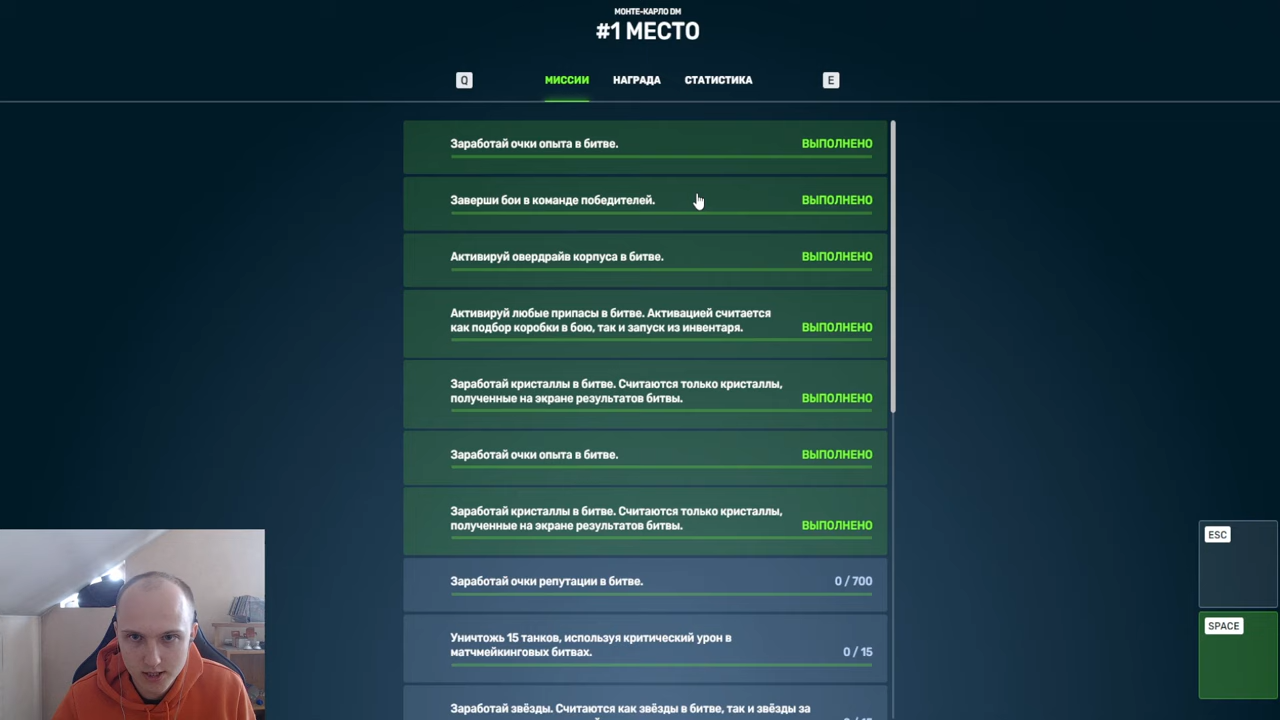 МОНТЕ-КАРЛО DM
#1 МЕСТО
Q
МИССИИ
НАГРАДА
СТАТИСТИКА
E
Заработай очки опыта в битве.
ВЫПОЛНЕНО
Заверши бои в команде победителей.
ВЫПОЛНЕНО
Активируй овердрайв корпуса в битве.
ВЫПОЛНЕНО
Активируй любые припасы в битве. Активацией считается
как подбор коробки в бою, так и запуск из инвентаря.
ВЫПОЛНЕНО
Заработай кристаллы в битве. Считаются только кристаллы,
полученные на экране результатов битвы.
ВЫПОЛНЕНО
Заработай очки опыта в битве.
ВЫПОЛНЕНО
Заработай кристаллы в битве. Считаются только кристаллы,
полученные на экране результатов битвы.
ВЫПОЛНЕНО
Заработай очки репутации в битве.
0 / 700
Уничтожь 15 танков, используя критический урон в
матчмейкинговых битвах.
0 / 15
Заработай звёзды. Считаются как звёзды в битве, так и звёзды за
ESC
SPACE